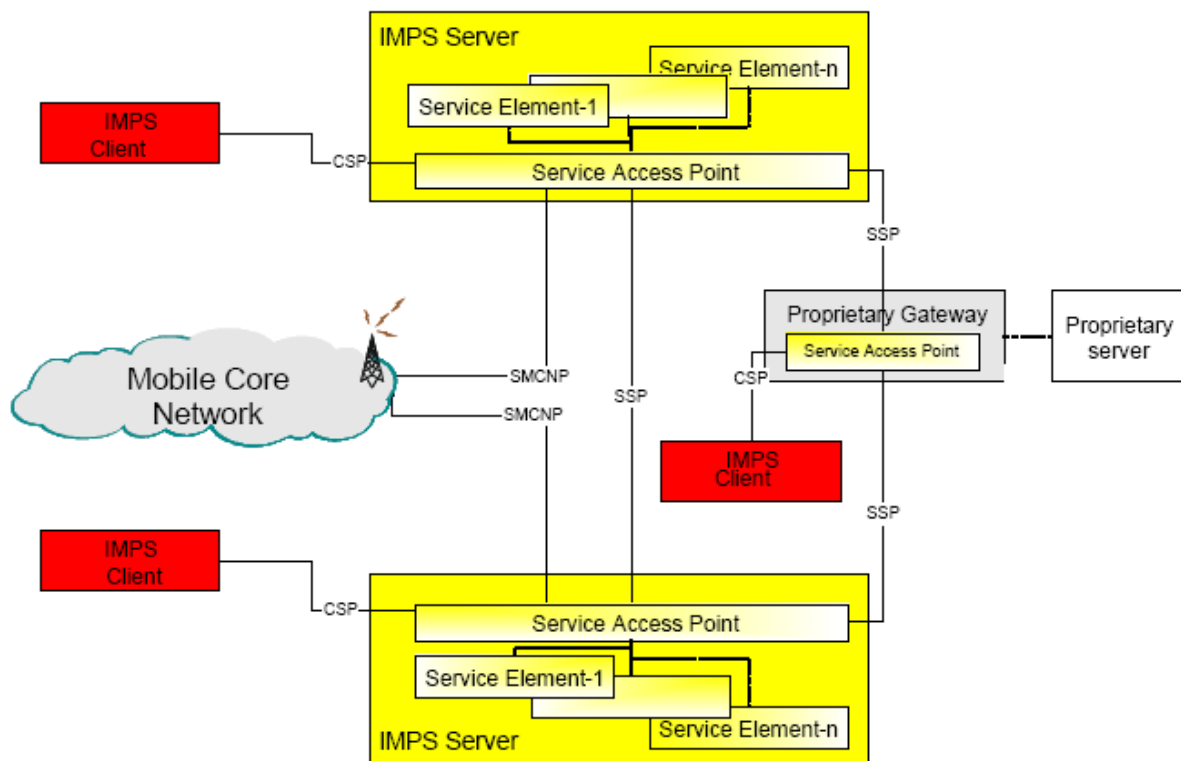 IMPS Server
Service Element-n
Service Element-1
IMPS
Client
CSP
Service Access Point
SSP
Proprietary Gateway
Service Access Point
Proprietary
server
CSP
Mobile Core
Network
SMCNP
SMCNP
SSP
IMPS
Client
SSP
IMPS
Client
CSP
Service Access Point
Service Element-1
Service Element-n
IMPS Server